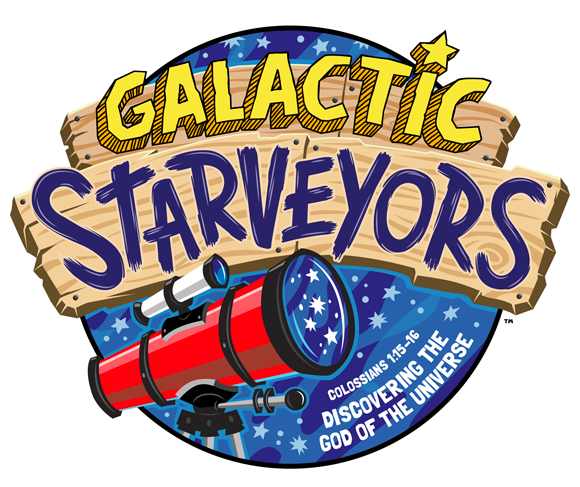 GALACTIC
STARVEYORS
™
COLOSSIANS 1:15-16
DISCOVERING THE
GOD OF THE UNIVERSE